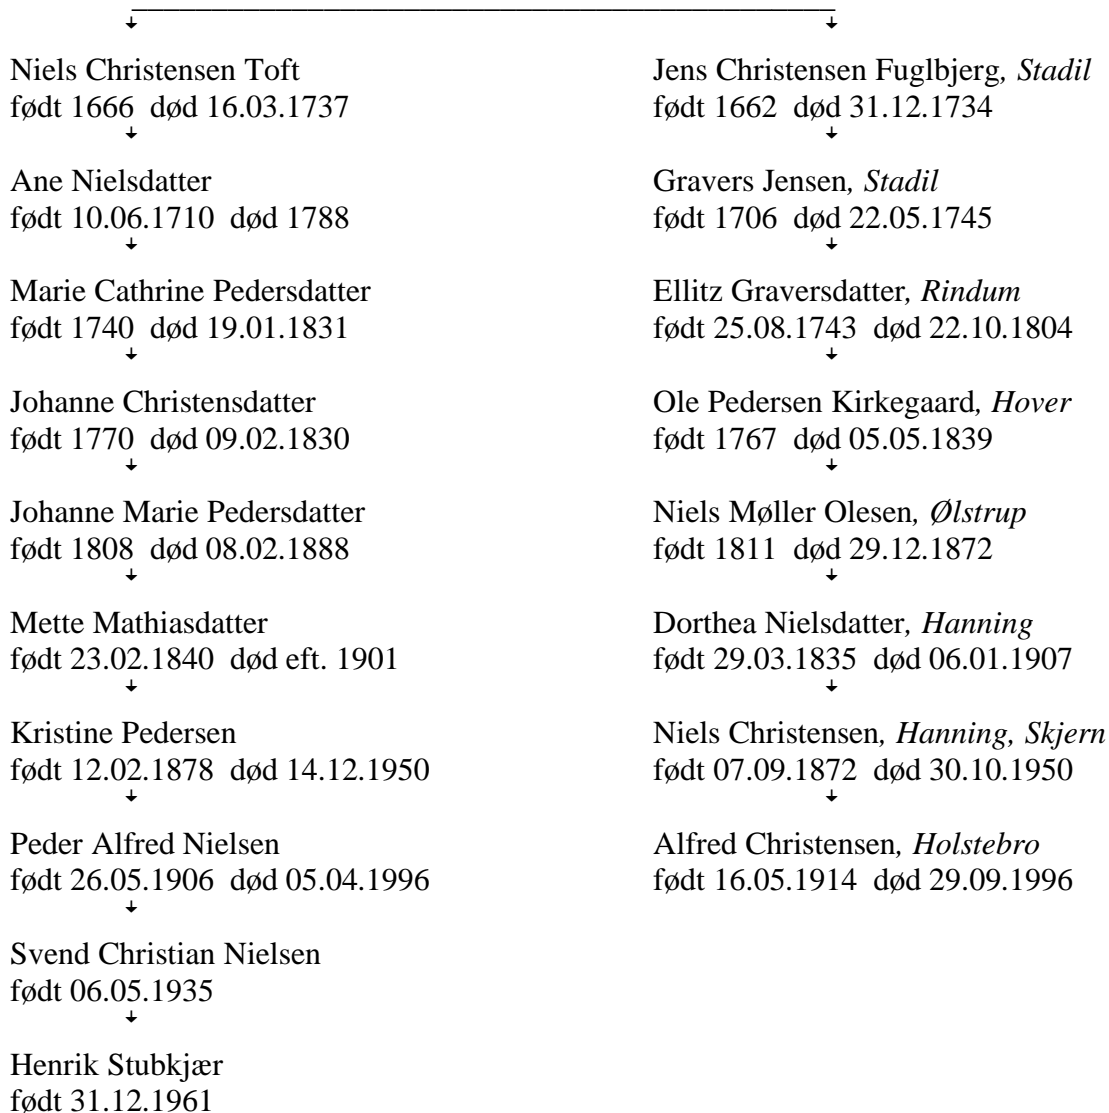 Niels Christensen Toft
født 1666 død 16.03.1737
Ane Nielsdatter
født 10.06.1710 død 1788
Marie Cathrine Pedersdatter
født 1740 død 19.01.1831
Johanne Christensdatter
født 1770 død 09.02.1830
Johanne Marie Pedersdatter
født 1808 død 08.02.1888
Mette Mathiasdatter
født 23.02.1840 død eft. 1901
Kristine Pedersen
født 12.02.1878 død 14.12.1950
Peder Alfred Nielsen
født 26.05.1906 død 05.04.1996
Svend Christian Nielsen
født 06.05.1935
Henrik Stubkjær
født 31.12.1961
Jens Christensen Fuglbjerg, Stadil
født 1662 død 31.12.1734
Gravers Jensen, Stadil
født 1706 død 22.05.1745
Ellitz Graversdatter, Rindum
født 25.08.1743 død 22.10.1804
Ole Pedersen Kirkegaard, Hover
født 1767 død 05.05.1839
Niels Møller Olesen, Ølstrup
født 1811 død 29.12.1872
Dorthea Nielsdatter, Hanning
født 29.03.1835 død 06.01.1907
Niels Christensen, Hanning, Skjern
født 07.09.1872 død 30.10.1950
Alfred Christensen, Holstebro
født 16.05.1914 død 29.09.1996